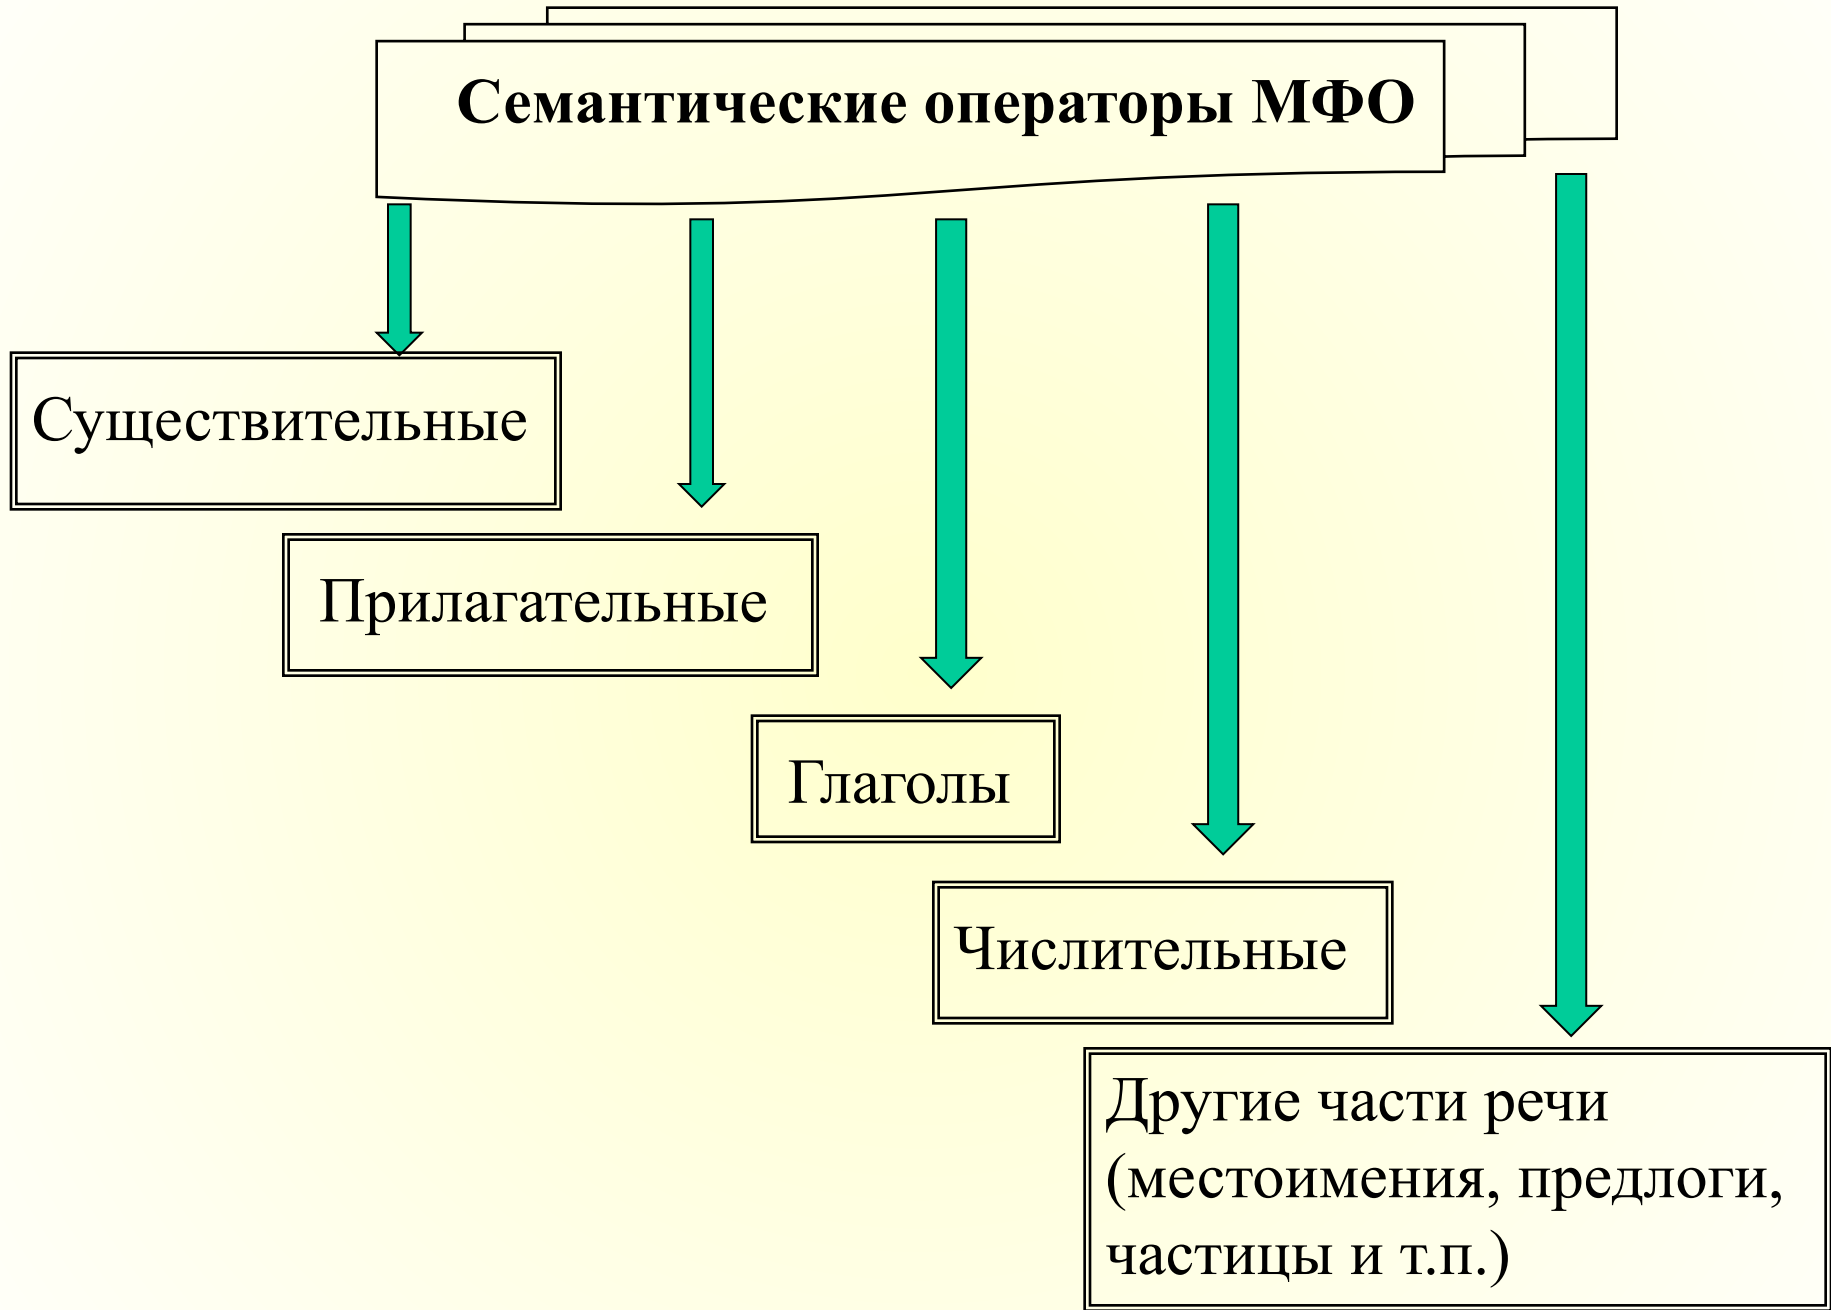 Семантические операторы МФО
Существительные
Прилагательные
Глаголы
Числительные
Другие части речи
(местоимения, предлоги,
частицы и т.п.)